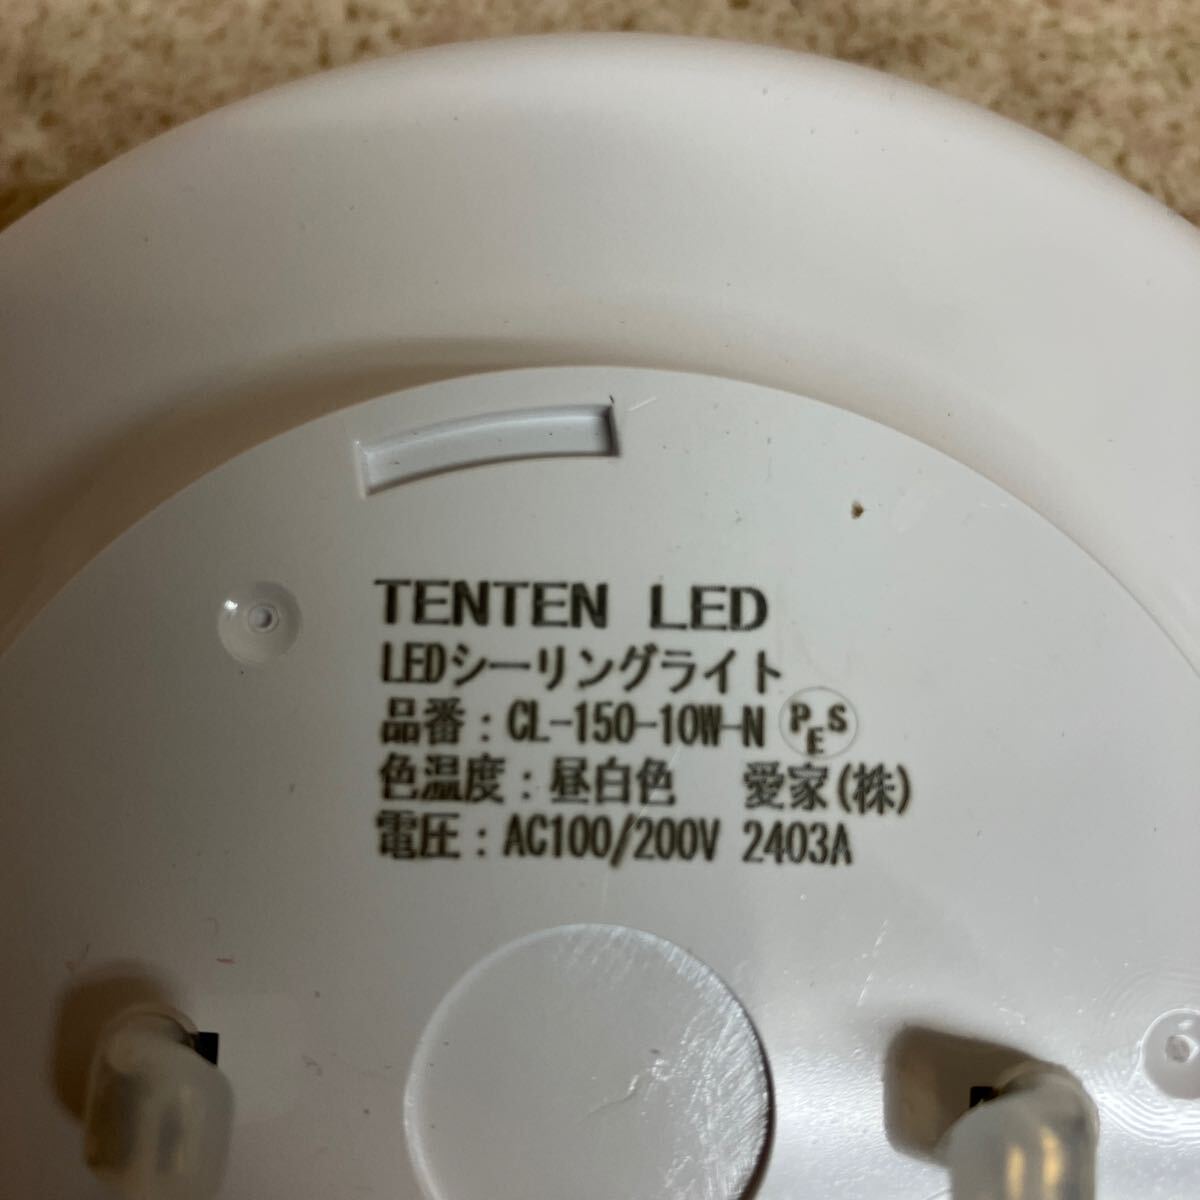 TENTEN LED
LEDシーリングライト
品番：CL-150-10W-N PSE
色温度：昼白色 愛家(株)
電圧：AC100/200V 2403A